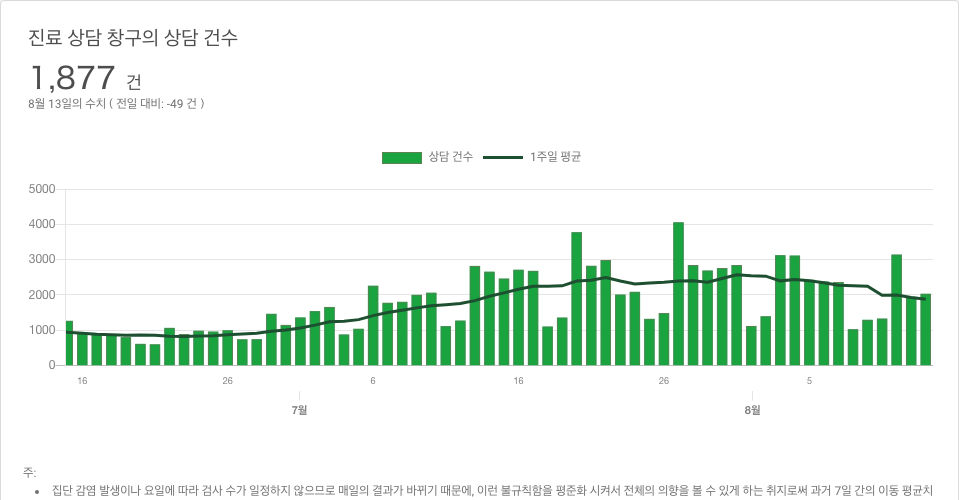 진료 상담 창구의 상담 건수
1,877 건
8월 13일의 수치 ( 전일 대비: -49 건 )
상담 건수 1주일 평균
5000
4000
3000
2000
1000
0
16 26 6 16 26 5
7월 8월
주:
• 집단 감염 발생이나 요일에 따라 검사 수가 일정하지 않으므로 매일의 결과가 바뀌기 때문에, 이런 불규칙함을 평준화 시켜서 전체의 의향을 볼 수 있게 하는 취지로써 과거 7일 간의 이동 평균치